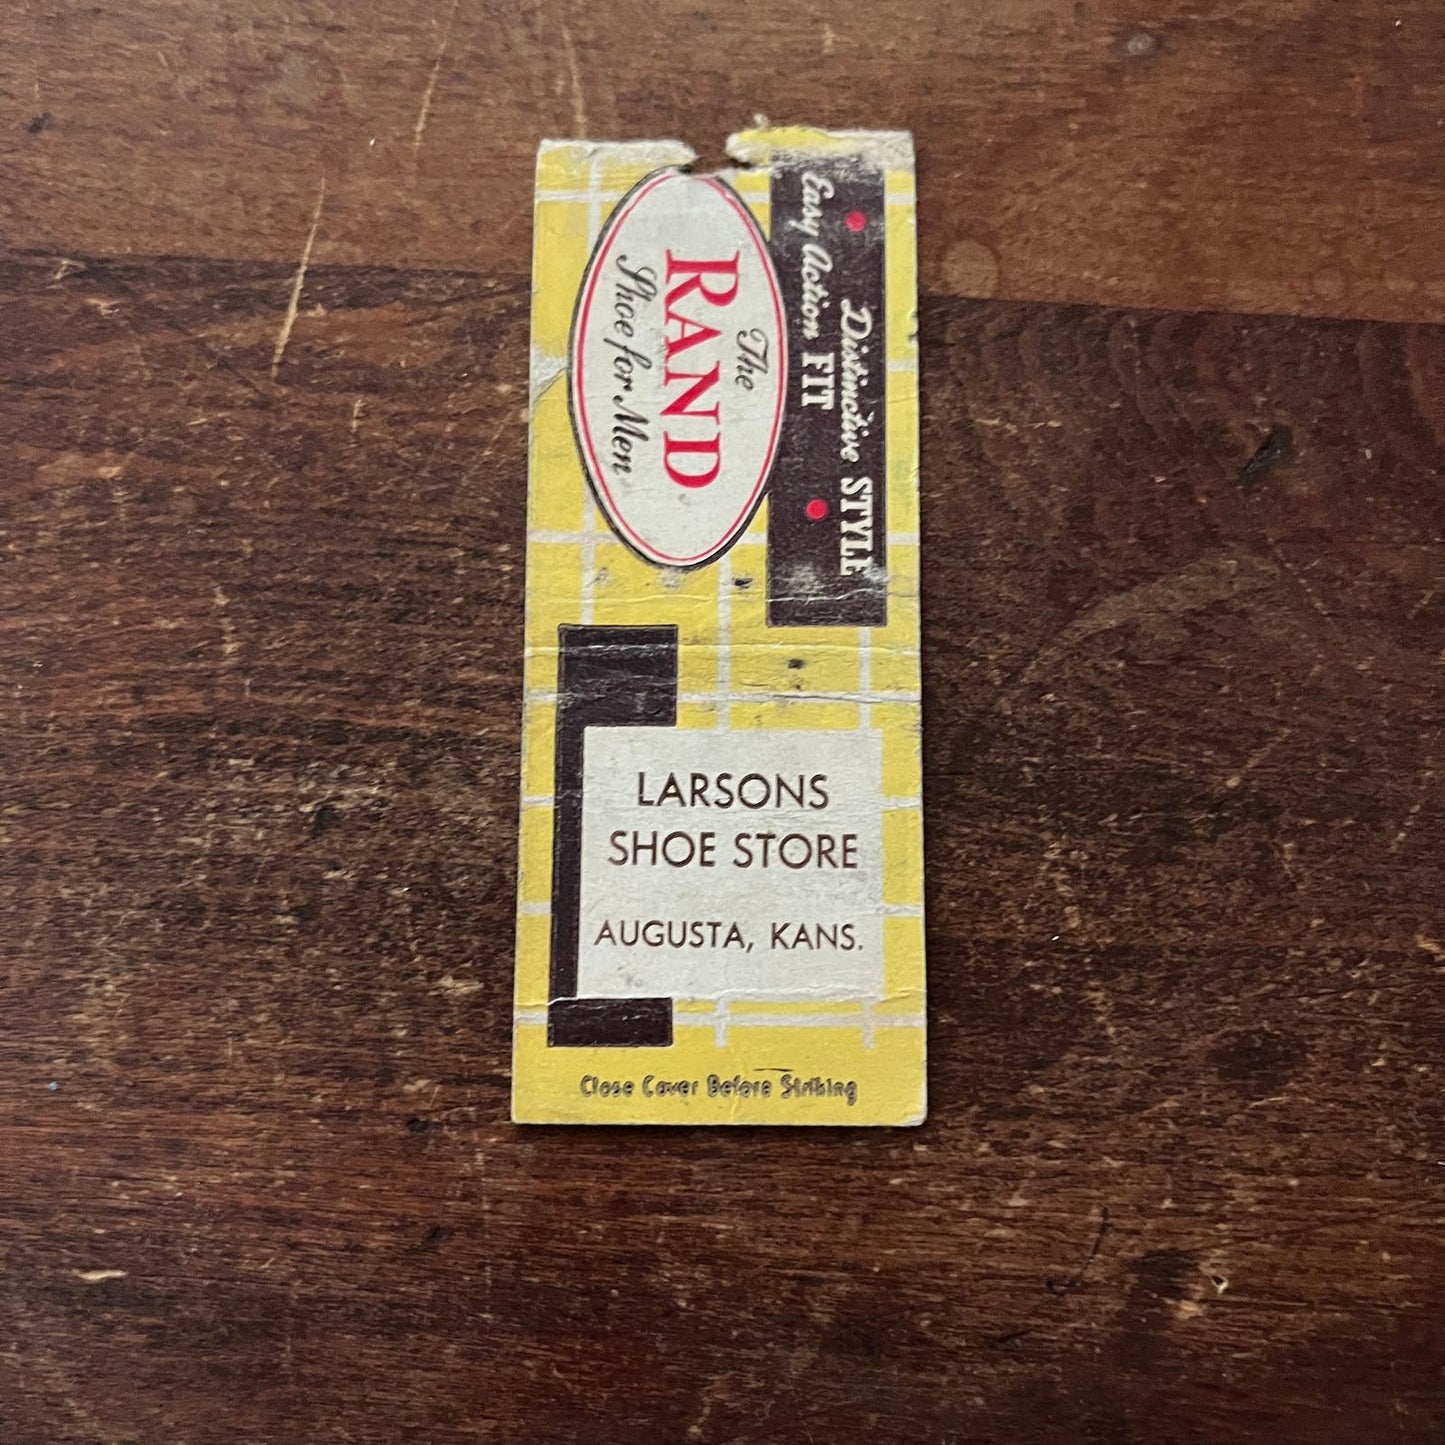 The
RAND
Shoe for Men
Distinctive STYLE
Easy Action FIT
LARSONS
SHOE STORE
AUGUSTA, KANS.
Close Cover Before Striking